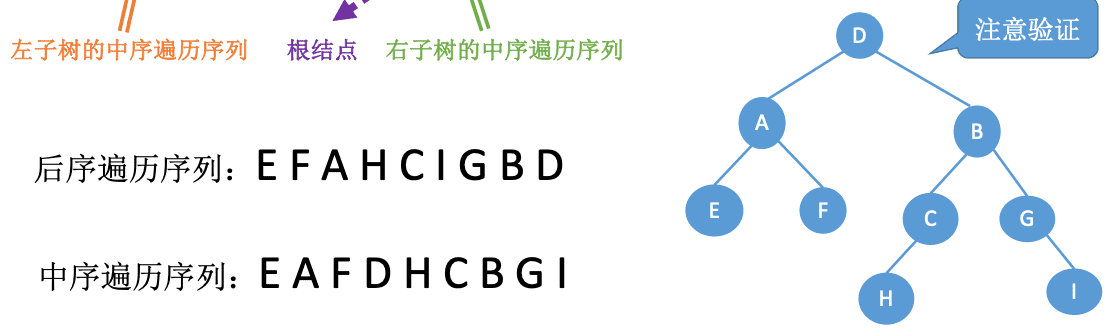 左子树的中序遍历序列 根结点 右子树的中序遍历序列
注意验证
后序遍历序列：E F A H C I G B D
中序遍历序列：E A F D H C B G I
D
A B
E F C G
H I